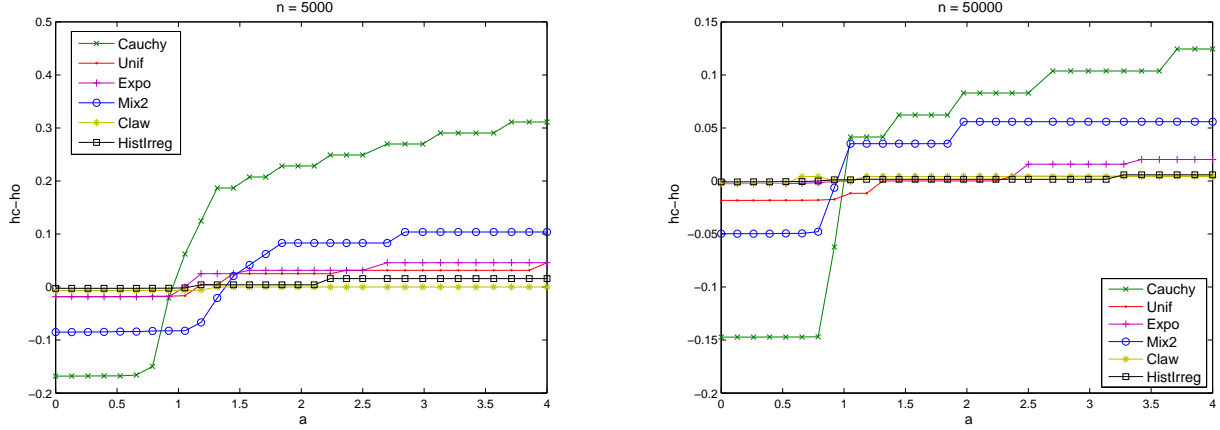 n = 5000
0.5
0.4
0.3
0.2
0.1
0
−0.1
−0.2
hc−ho
Cauchy
Unif
Expo
Mix2
Claw
HistIrreg
0 0.5 1 1.5 2 2.5 3 3.5 4
a
n = 50000
0.15
0.1
0.05
0
−0.05
−0.1
−0.15
−0.2
hc−ho
Cauchy
Unif
Expo
Mix2
Claw
HistIrreg
0 0.5 1 1.5 2 2.5 3 3.5 4
a